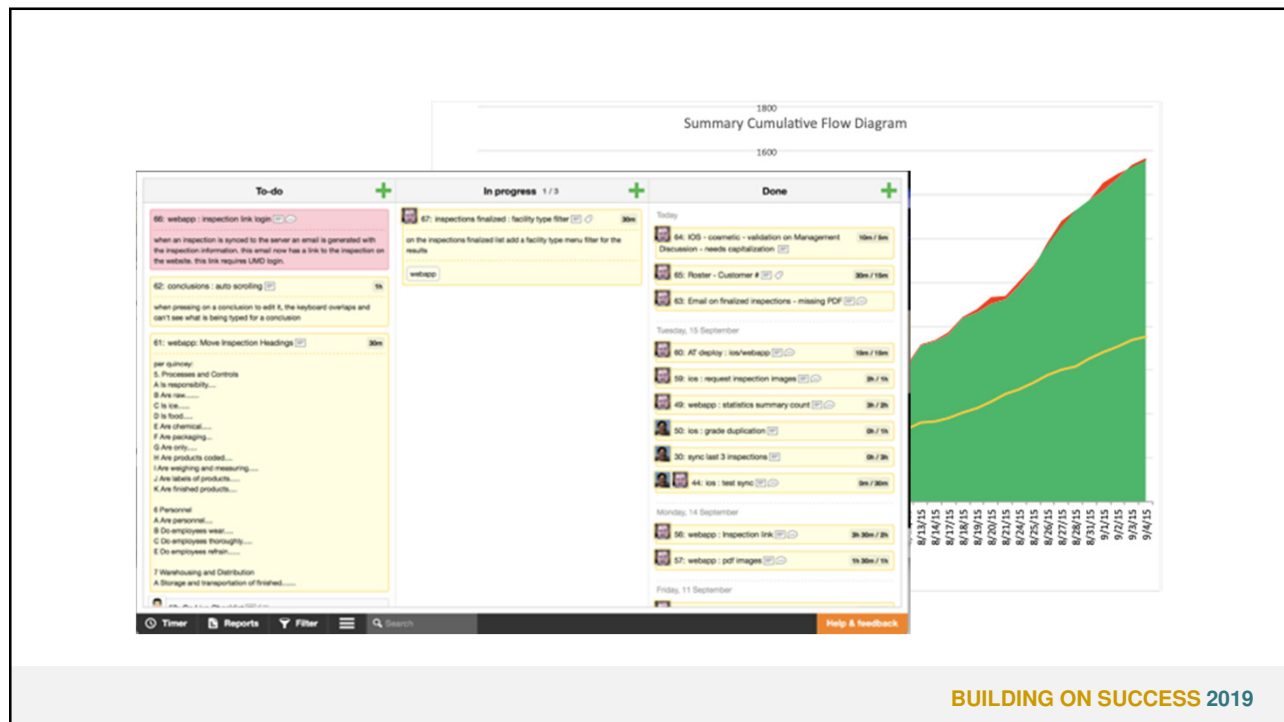 1800
Summary Cumulative Flow Diagram
1600
To-do
66: webapp : inspection link login
when an inspection is synced to the server an email is generated with
the inspection information. this email now has a link to the inspection on
the website. this link requires UMD login.
62: conclusions : auto scrolling 1h
when pressing on a conclusion to edit it, the keyboard overlaps and
can't see what is being typed for a conclusion
61: webapp: Move Inspection Headings 30m
per quincey:
5. Processes and Controls
A Is responsibility....
B Are raw.......
C Is ice......
D Is food.....
E Are chemical.....
F Are packaging...
G Are only.....
H Are products coded....
I Are weighing and measuring.....
J Are labels of products.....
K Are finished products....
6 Personnel
A Are personnel....
B Do employees wear.....
C Do employees thoroughly.....
E Do employees refrain.......
7 Warehousing and Distribution
A Storage and transportation of finished.......
In progress 1 / 3
67: inspections finalized : facility type filter 30m
on the inspections finalized list add a facility type menu filter for the
results
webapp
Done
Today
64: IOS - cosmetic - validation on Management 10m / 5m
Discussion - needs capitalization
65: Roster - Customer # 30m / 15m
63: Email on finalized inspections - missing PDF
Tuesday, 15 September
60: AT deploy : ios/webapp 15m / 15m
59: ios : request inspection images 2h / 1h
49: webapp : statistics summary count 3h / 2h
50: ios : grade duplication 0h / 1h
30: sync last 3 inspections 0h / 3h
44: ios : test sync 0m / 30m
Monday, 14 September
56: webapp : Inspection link 3h 30m / 2h
57: webapp : pdf images 1h 30m / 1h
Friday, 11 September
Timer Reports Filter Search Help & feedback
8/13/15
8/14/15
8/17/15
8/18/15
8/19/15
8/20/15
8/21/15
8/24/15
8/25/15
8/26/15
8/27/15
8/28/15
8/31/15
9/1/15
9/2/15
9/3/15
9/4/15
BUILDING ON SUCCESS 2019